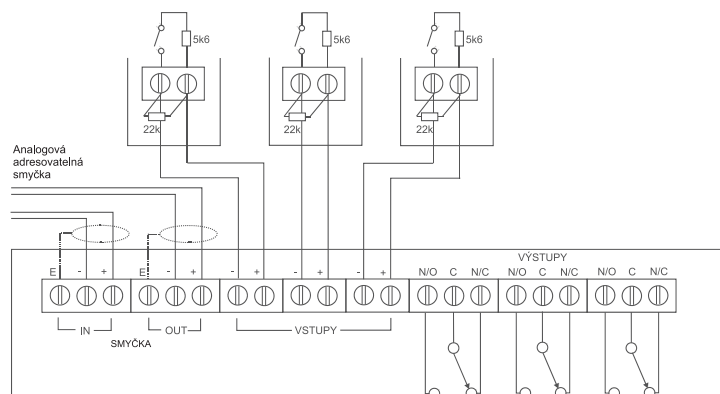 5k6 5k6 5k6
22k 22k 22k
Analogová
adresovatelná
smyčka
VÝSTUPY
E - + E - + - + - + - + N/O C N/C N/O C N/C N/O C N/C
IN OUT VSTUPY
SMYČKA